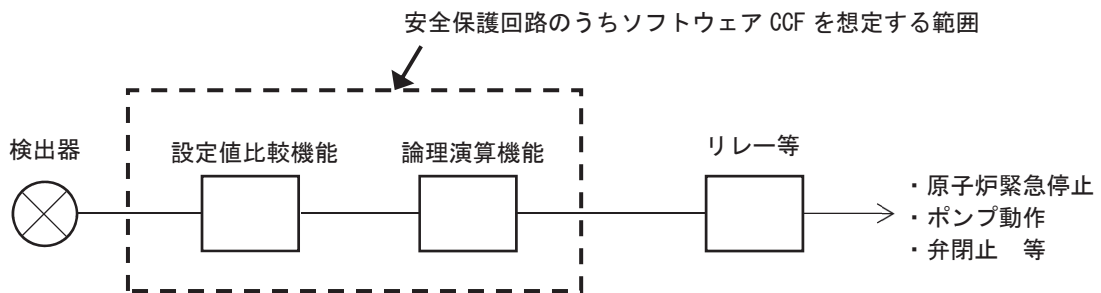 安全保護回路のうちソフトウェア CCF を想定する範囲
検出器
設定値比較機能
論理演算機能
リレー等
・原子炉緊急停止
・ポンプ動作
・弁閉止　等